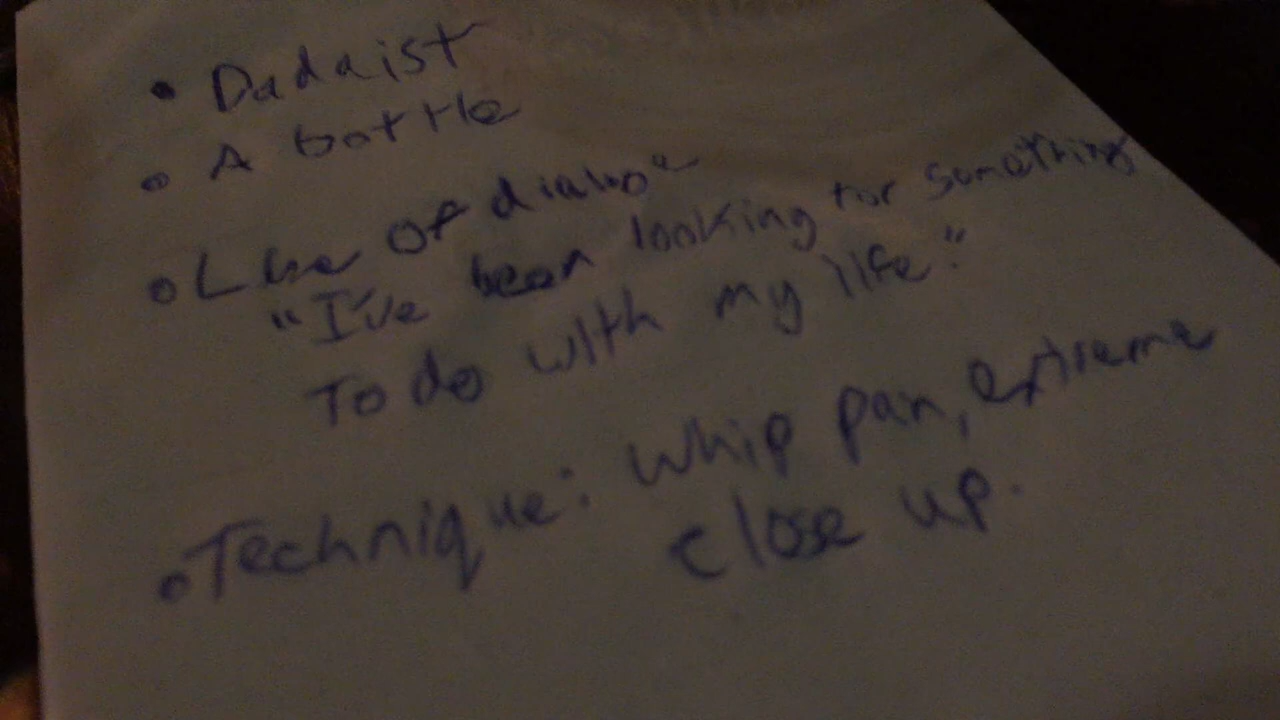 • Dadaist
• A bottle
• Line of dialog
"I've been looking for something
To do with my life."
• Technique: whip pan, extreme
close up.